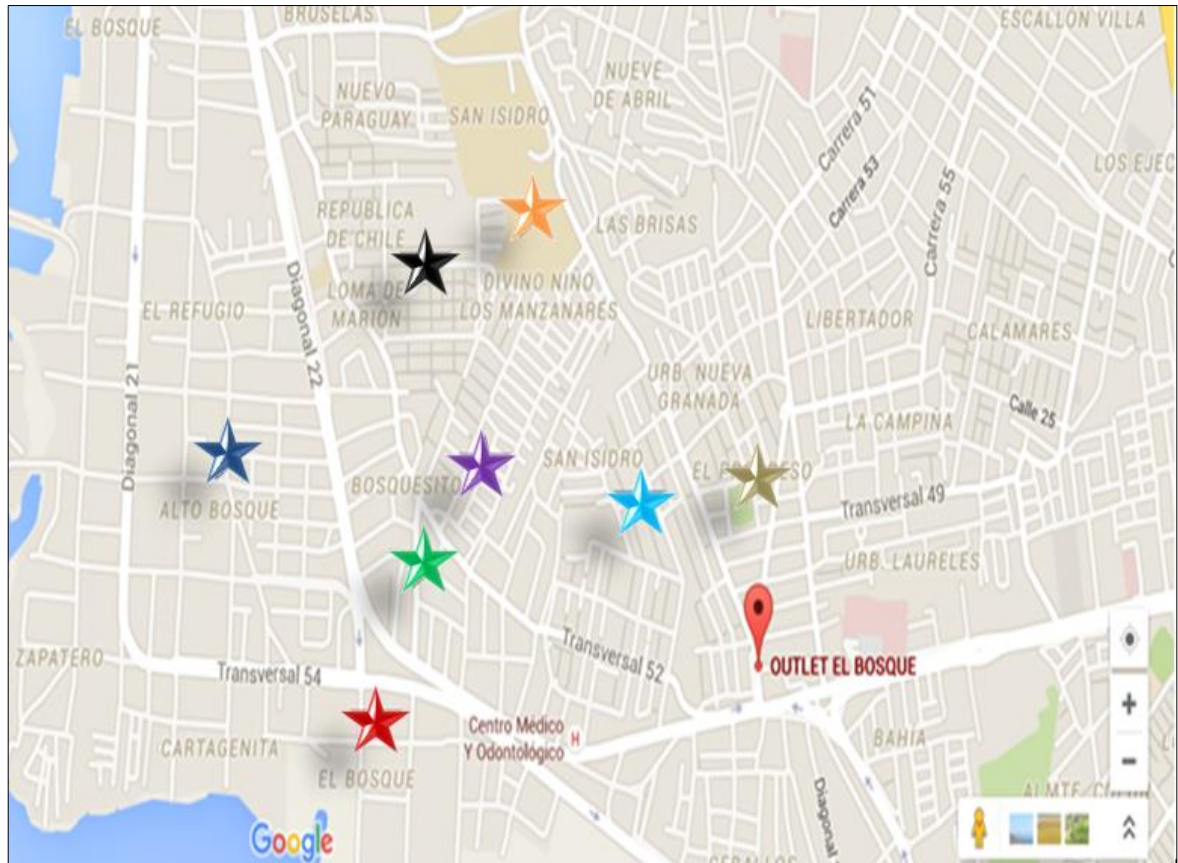 EL BOSQUE
BRUSELAS
ESCALLÓN VILLA
NUEVO
PARAGUAY
SAN ISIDRO
NUEVE
DE ABRIL
Carrera 51
Carrera 53
Carrera 55
LOS EJEC
REPUBLICA
DE CHILE
LAS BRISAS
EL REFUGIO
Diagonal 22
LOMA DE
MARION
DIVINO NIÑO
LOS MANZANARES
LIBERTADOR
CALAMARES
Diagonal 21
URB. NUEVA
GRANADA
Calle 25
LA CAMPIÑA
ALTO BOSQUE
BOSQUESITO
SAN ISIDRO
EL
Transversal 49
URB. LAURELES
ZAPATERO
Transversal 54
Transversal 52
OUTLET EL BOSQUE
CARTAGENITA
EL BOSQUE
Centro Médico
Y Odontológico
H
BAHIA
Diagonal
ALMTE.
Google
+
−